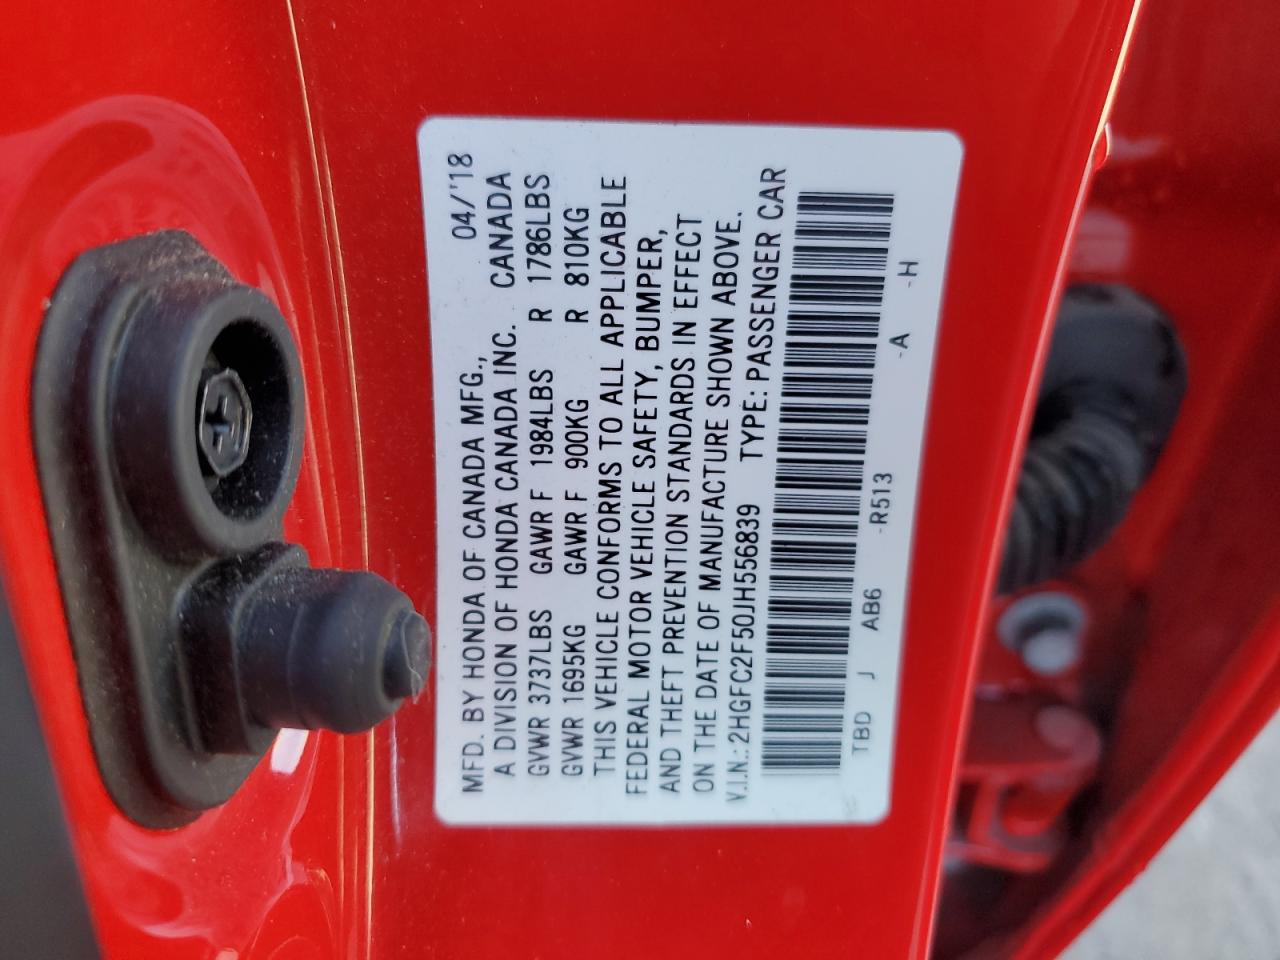 MFD. BY HONDA OF CANADA MFG., 04/'18
A DIVISION OF HONDA CANADA INC. CANADA
GVWR 3737LBS GAWR F 1984LBS R 1786LBS
GVWR 1695KG GAWR F 900KG R 810KG
THIS VEHICLE CONFORMS TO ALL APPLICABLE
FEDERAL MOTOR VEHICLE SAFETY, BUMPER,
AND THEFT PREVENTION STANDARDS IN EFFECT
ON THE DATE OF MANUFACTURE SHOWN ABOVE.
V.I.N.: 2HGFC2F50JH556839 TYPE: PASSENGER CAR
TBD J AB6 -R513 -A -H